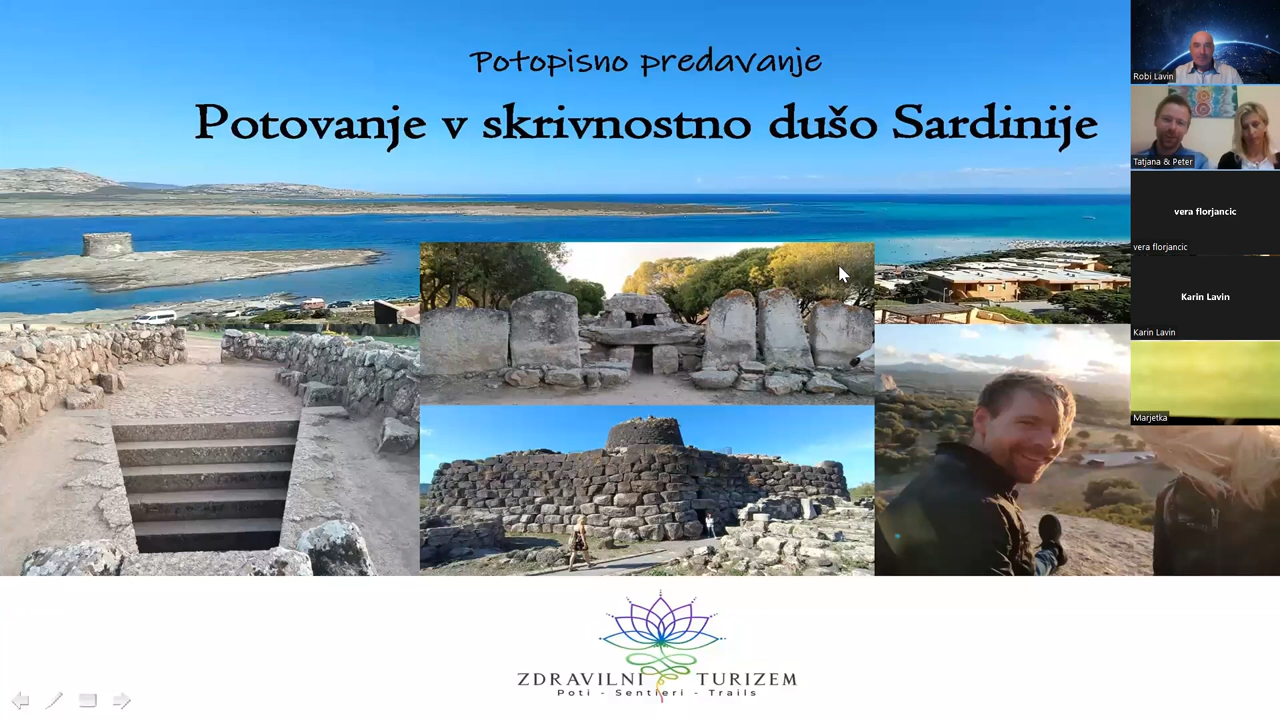 Potopisno predavanje
Potovanje v skrivnostno dušo Sardinije
Robi Lavin
Tatjana & Peter
vera florjancic
vera florjancic
Karin Lavin
Karin Lavin
Marjetka
ZDRAVILNI TURIZEM
Poti - Sentieri - Trails